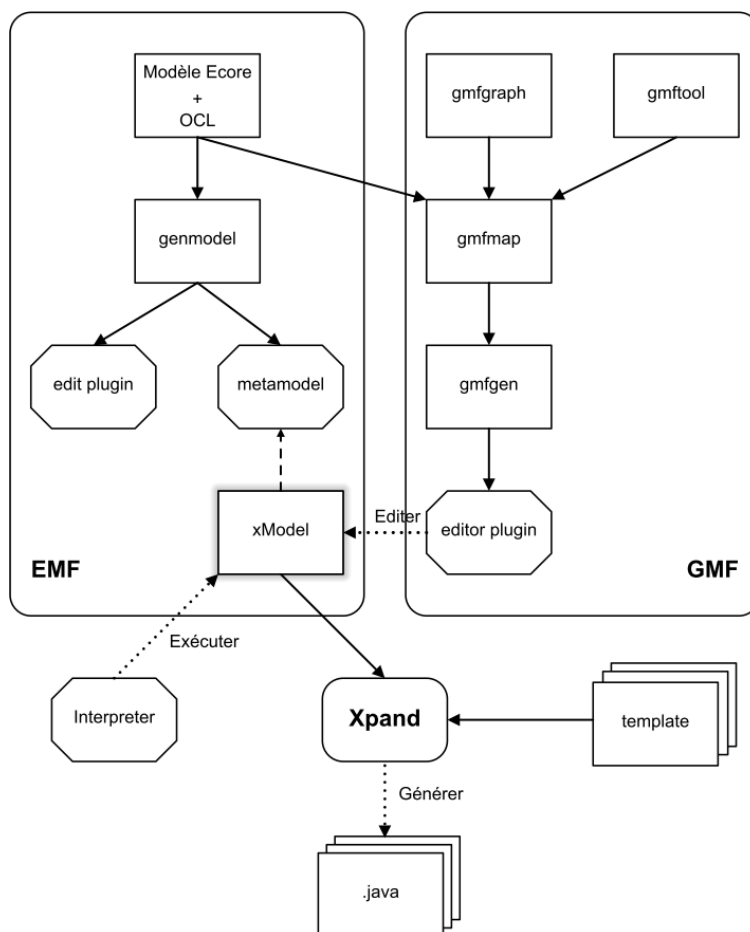 Modèle Ecore
+
OCL
gmfgraph
gmftool
genmodel
gmfmap
edit plugin
metamodel
gmfgen
xModel
Editer
editor plugin
EMF
GMF
Exécuter
Interpreter
Xpand
template
Générer
.java